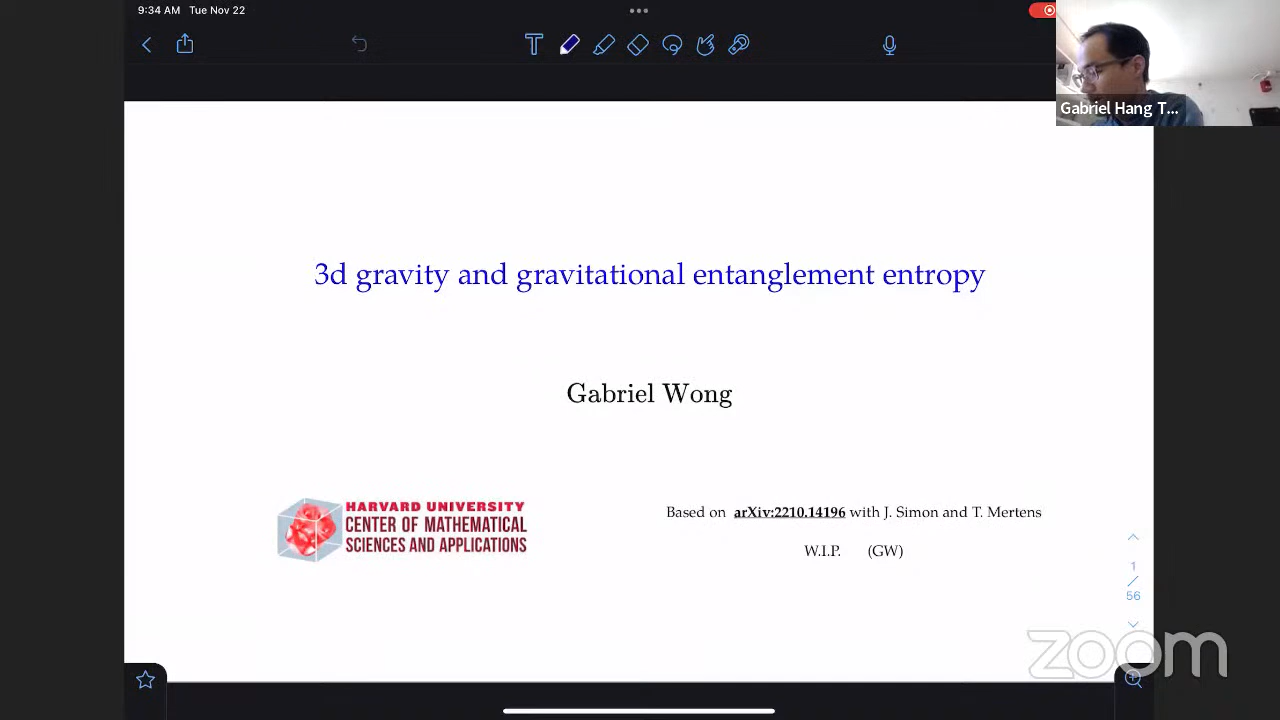 9:34 AM Tue Nov 22
Gabriel Hang T...
3d gravity and gravitational entanglement entropy
Gabriel Wong
HARVARD UNIVERSITY
CENTER OF MATHEMATICAL
SCIENCES AND APPLICATIONS
Based on arXiv:2210.14196 with J. Simon and T. Mertens
W.I.P. (GW)
1
/
56
zoom